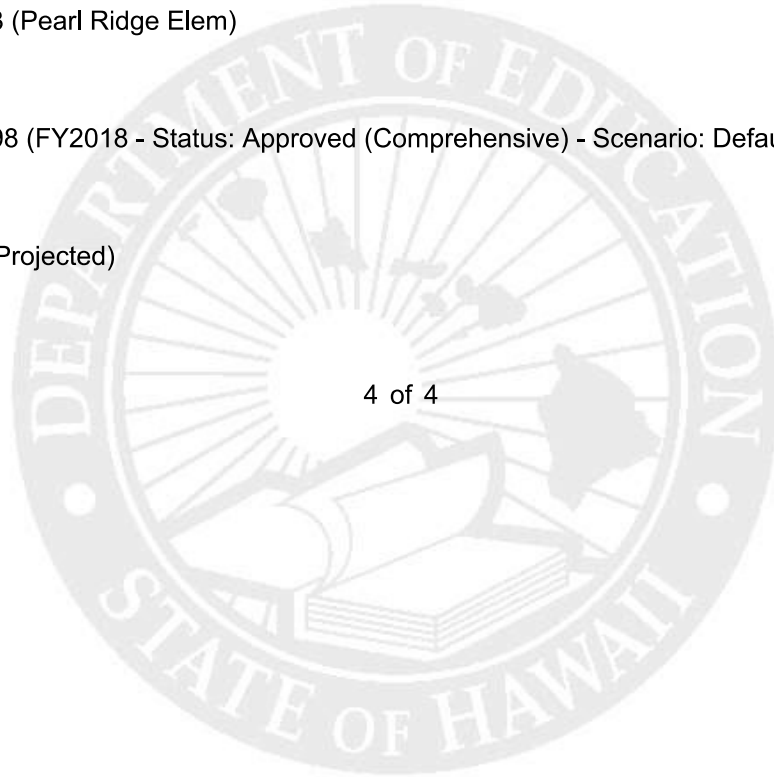 3 (Pearl Ridge Elem)
98 (FY2018 - Status: Approved (Comprehensive) - Scenario: Defau
Projected)
4 of 4
DEPARTMENT OF EDUCATION
STATE OF HAWAII